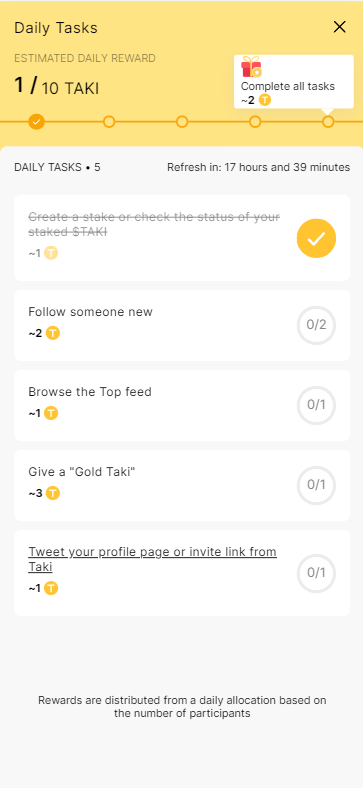 Daily Tasks
ESTIMATED DAILY REWARD
1 / 10 TAKI
Complete all tasks
~2 T
DAILY TASKS • 5
Refresh in: 17 hours and 39 minutes
Create a stake or check the status of your
staked $TAKI
~1 T
Follow someone new
~2 T
0/2
Browse the Top feed
~1 T
0/1
Give a "Gold Taki"
~3 T
0/1
Tweet your profile page or invite link from
Taki
~1 T
0/1
Rewards are distributed from a daily allocation based on
the number of participants